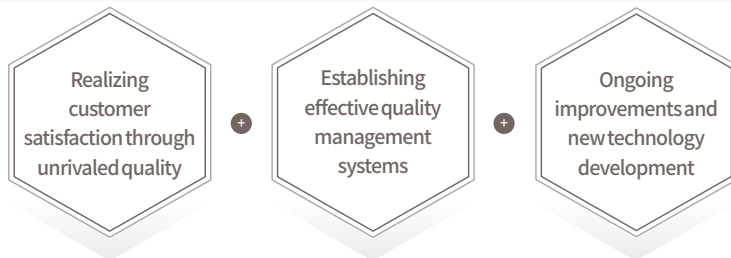 Realizing
customer
satisfaction through
unrivaled quality
+
Establishing
effective quality
management
systems
+
Ongoing
improvements and
new technology
development